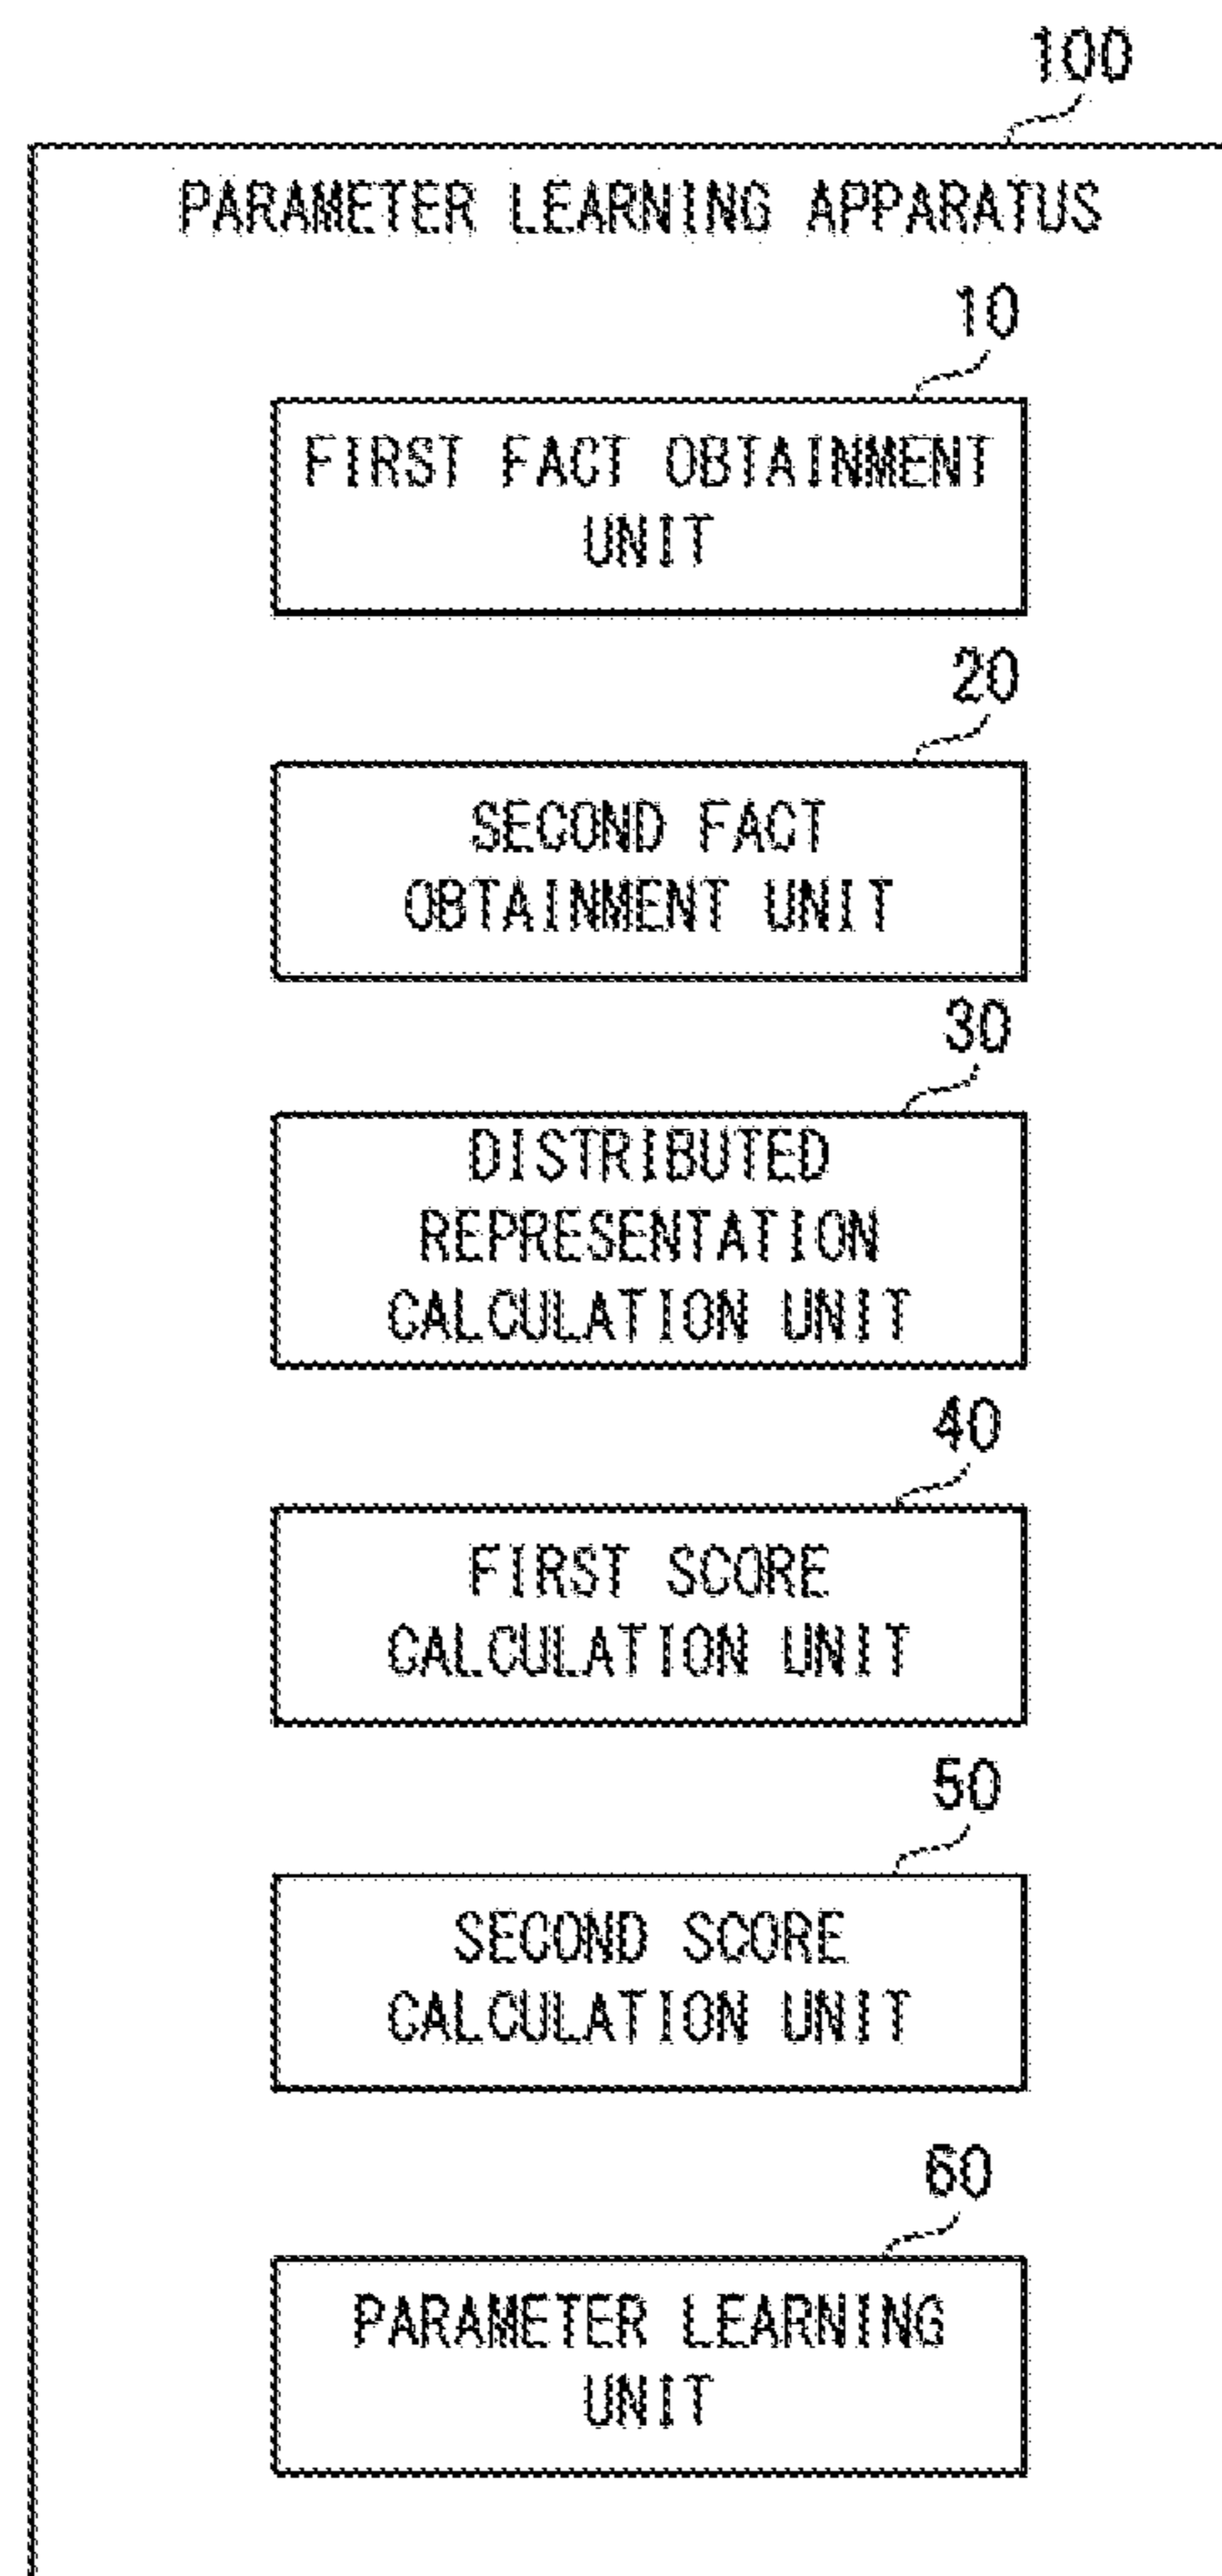 100
PARAMETER LEARNING APPARATUS
10
FIRST FACT OBTAINMENT
UNIT
20
SECOND FACT
OBTAINMENT UNIT
30
DISTRIBUTED
REPRESENTATION
CALCULATION UNIT
40
FIRST SCORE
CALCULATION UNIT
50
SECOND SCORE
CALCULATION UNIT
60
PARAMETER LEARNING
UNIT